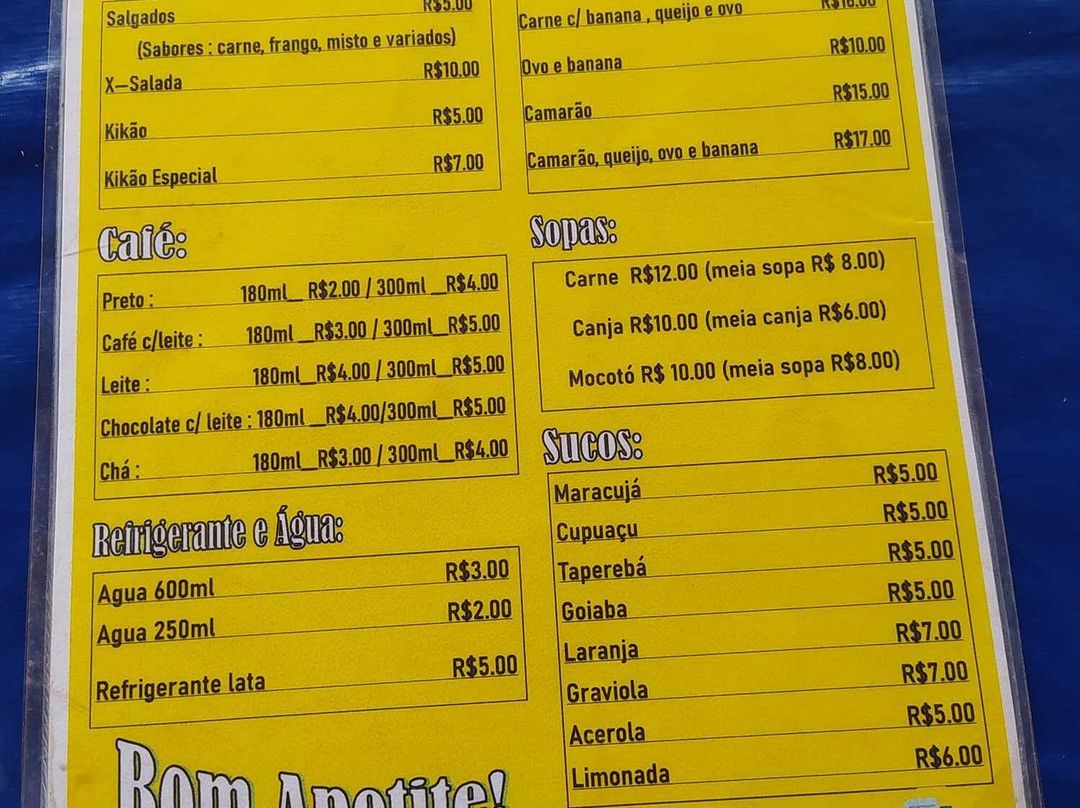 Salgados R$5.00
(Sabores : carne, frango, misto e variados)
X–Salada R$10.00
Kikão R$5.00
Kikão Especial R$7.00
Café:
Preto : 180ml_ R$2.00 / 300ml _R$4.00
Café c/leite : 180ml _R$3.00 / 300ml_R$5.00
Leite : 180ml_R$4.00 / 300ml_R$5.00
Chocolate c/ leite : 180ml _R$4.00/300ml_R$5.00
Chá : 180ml_R$3.00 / 300ml_R$4.00
Refrigerante e Água:
Agua 600ml R$3.00
Agua 250ml R$2.00
Refrigerante lata R$5.00
Bom Apetite!
Carne c/ banana , queijo e ovo
Ovo e banana R$10.00
Camarão R$15.00
Camarão, queijo, ovo e banana R$17.00
Sopas:
Carne R$12.00 (meia sopa R$ 8.00)
Canja R$10.00 (meia canja R$6.00)
Mocotó R$ 10.00 (meia sopa R$8.00)
Sucos:
Maracujá R$5.00
Cupuaçu R$5.00
Taperebá R$5.00
Goiaba R$5.00
Laranja R$7.00
Graviola R$7.00
Acerola R$5.00
Limonada R$6.00